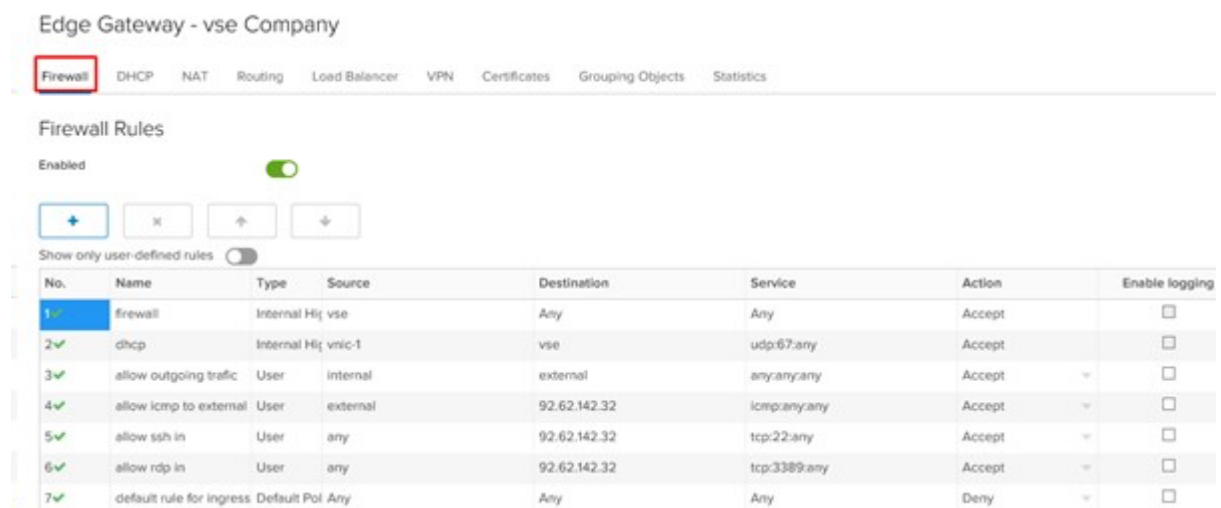 Edge Gateway - vse Company
Firewall DHCP NAT Routing Load Balancer VPN Certificates Grouping Objects Statistics
Firewall Rules
Enabled
Show only user-defined rules
No. Name Type Source Destination Service Action Enable logging
1 firewall Internal Hig vse Any Any Accept
2 dhcp Internal Hig vnic-1 vse udp:67:any Accept
3 allow outgoing trafic User internal external any:any:any Accept
4 allow icmp to external User external 92.62.142.32 icmp:any:any Accept
5 allow ssh in User any 92.62.142.32 tcp:22:any Accept
6 allow rdp in User any 92.62.142.32 tcp:3389:any Accept
7 default rule for ingress Default Pol Any Any Any Deny